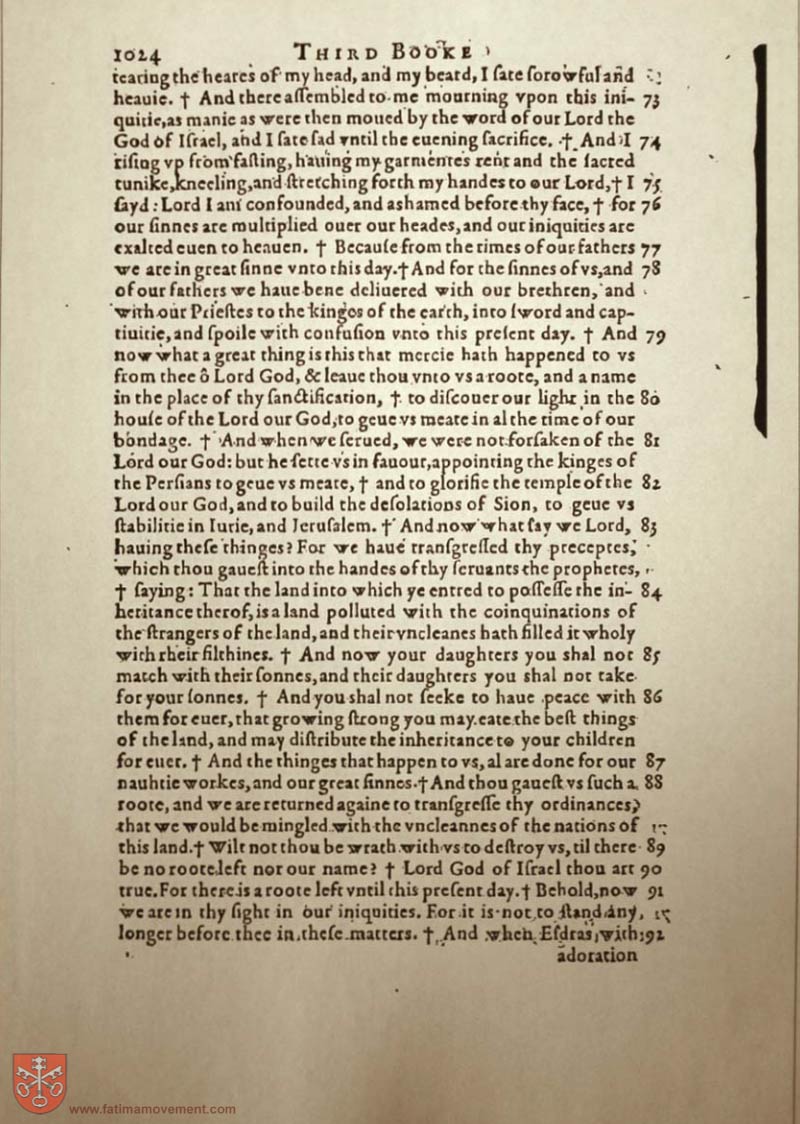 1024 THIRD BOOKE
tearing the heares of my head, and my beard, I ſate ſorowful and
heauie. † And there aſſembled to me mourning vpon this ini- 73
quitie, as manie as were then moued by the word of our Lord the
God of Iſrael, and I ſate ſad vntil the euening ſacrifice. † And I 74
riſing vp from faſting, hauing my garmentes rent and the ſacred
tunike, kneeling, and ſtretching forth my handes to our Lord, † I 75
ſayd: Lord I am confounded, and aſhamed before thy face, † for 76
our ſinnes are multiplied ouer our heades, and our iniquities are
exalted euen to heauen. † Becauſe from the times of our fathers 77
we are in great ſinne vnto this day. † And for the ſinnes of vs, and 78
of our fathers we haue bene deliuered with our brethren, and
with our Prieſtes to the kinges of the earth, into ſword and cap-
tiuitie, and ſpoile with confuſion vnto this preſent day. † And 79
now what a great thing is this that mercie hath happened to vs
from thee ô Lord God, & leaue thou vnto vs a roote, and a name
in the place of thy ſanctification, † to diſcouer our light in the 80
houſe of the Lord our God, to geue vs meate in al the time of our
bondage. † And when we ſerued, we were not forſaken of the 81
Lord our God: but he ſette vs in fauour, appointing the kinges of
the Perſians to geue vs meate, † and to glorifie the temple of the 82
Lord our God, and to build the deſolations of Sion, to geue vs
ſtabilitie in Iurie, and Ieruſalem. † And now what ſay we Lord, 83
hauing theſe thinges? For we haue tranſgreſſed thy preceptes,
which thou gaueſt into the handes of thy ſeruants the prophetes,
† ſaying: That the land into which ye entred to poſſeſſe the in- 84
heritance therof, is a land polluted with the coinquinations of
the ſtrangers of the land, and their vncleanes hath filled it wholy
with their filthines. † And now your daughters you shal not 85
match with their ſonnes, and their daughters you shal not take
for your ſonnes. † And you shal not ſeeke to haue peace with 86
them for euer, that growing ſtrong you may eate the beſt things
of the land, and may diſtribute the inheritance to your children
for euer. † And the thinges that happen to vs, al are done for our 87
nauhtie workes, and our great ſinnes. † And thou gaueſt vs ſuch a 88
roote, and we are returned againe to tranſgreſſe thy ordinances,
that we would be mingled with the vncleannes of the nations of
this land. † Wilt not thou be wrath with vs to deſtroy vs, til there 89
be no roote left nor our name? † Lord God of Iſrael thou art 90
true. For there is a roote left vntil this preſent day. † Behold, now 91
we are in thy ſight in our iniquities. For it is not to ſtand any
longer before thee in theſe matters. † And when Eſdras with 92
adoration
www.fatimamovement.com